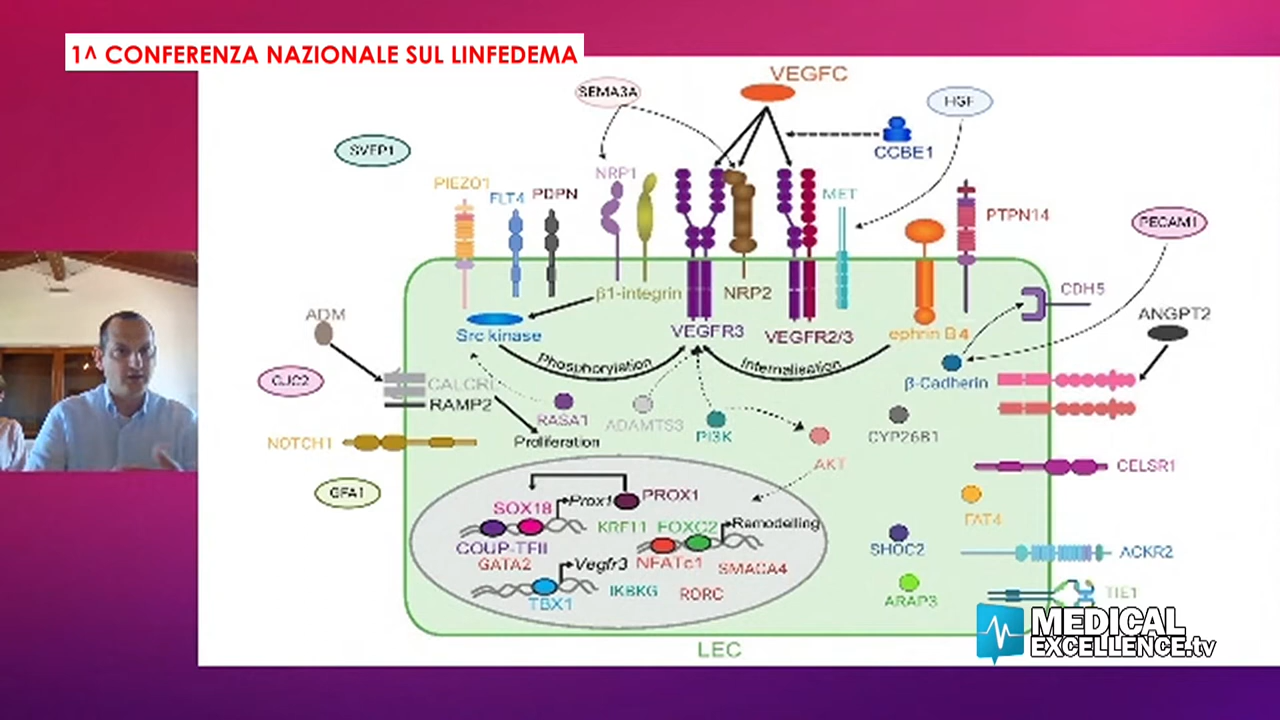 1^ CONFERENZA NAZIONALE SUL LINFEDEMA
VEGFC
SEMA3A
HGF
CCBE1
SVEP1
NRP1
PIEZO1
FLT4
PDPN
MET
PTPN14
PECAM1
β1-integrin
NRP2
CDH5
ADM
Src kinase
VEGFR3
VEGFR2/3
ephrin B4
ANGPT2
Phosphorylation
Internalisation
β-Cadherin
GJC2
CALCRL
RAMP2
RASA1
ADAMTS3
PI3K
CYP26B1
NOTCH1
Proliferation
AKT
CELSR1
GFA1
SOX18
Prox1
PROX1
FAT4
KRF11
FOXC2
Remodelling
COUP-TFII
SHOC2
ACKR2
GATA2
Vegfr3
NFATc1
SMACA4
TBX1
IKBKG
RORC
ARAP3
TIE1
LEC
MEDICAL
EXCELLENCE.tv